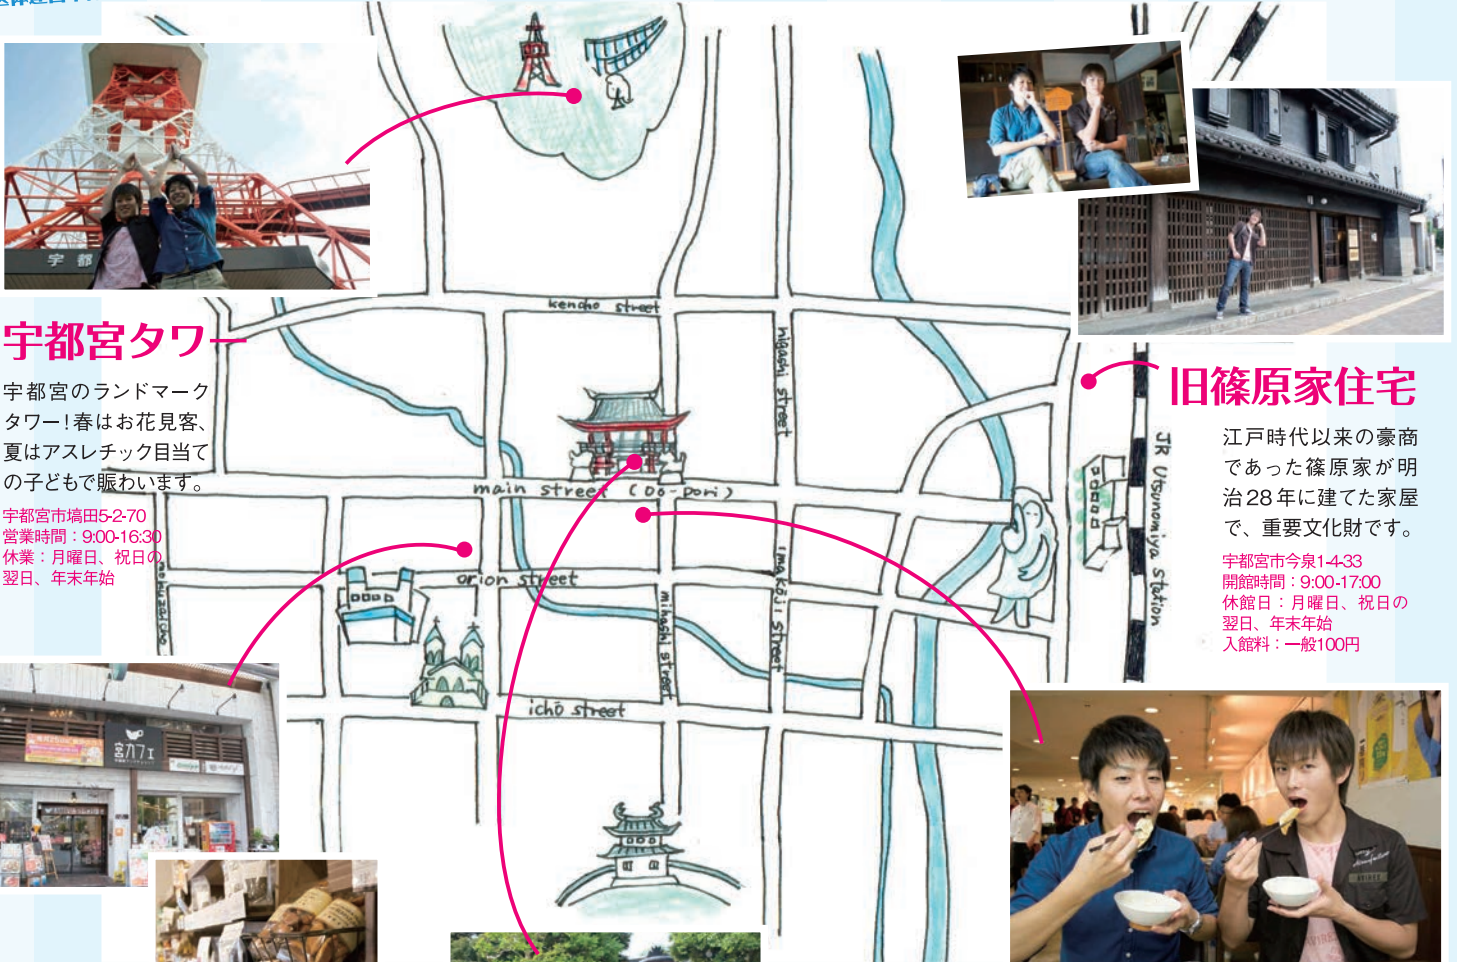 宇都
kencho street
higashi street
宇都宮タワー
宇都宮のランドマーク
タワー!春はお花見客、
夏はアスレチック目当て
の子どもで賑わいます。
宇都宮市塙田5-2-70
営業時間：9:00-16:30
休業：月曜日、祝日の
翌日、年末年始
旧篠原家住宅
江戸時代以来の豪商
であった篠原家が明
治28年に建てた家屋
で、重要文化財です。
宇都宮市今泉1-4-33
開館時間：9:00-17:00
休館日：月曜日、祝日の
翌日、年末年始
入館料：一般100円
JR Utsunomiya station
main street (Dō-pori)
orion street
mihashi street
imakōji street
ichō street
宮カフェ